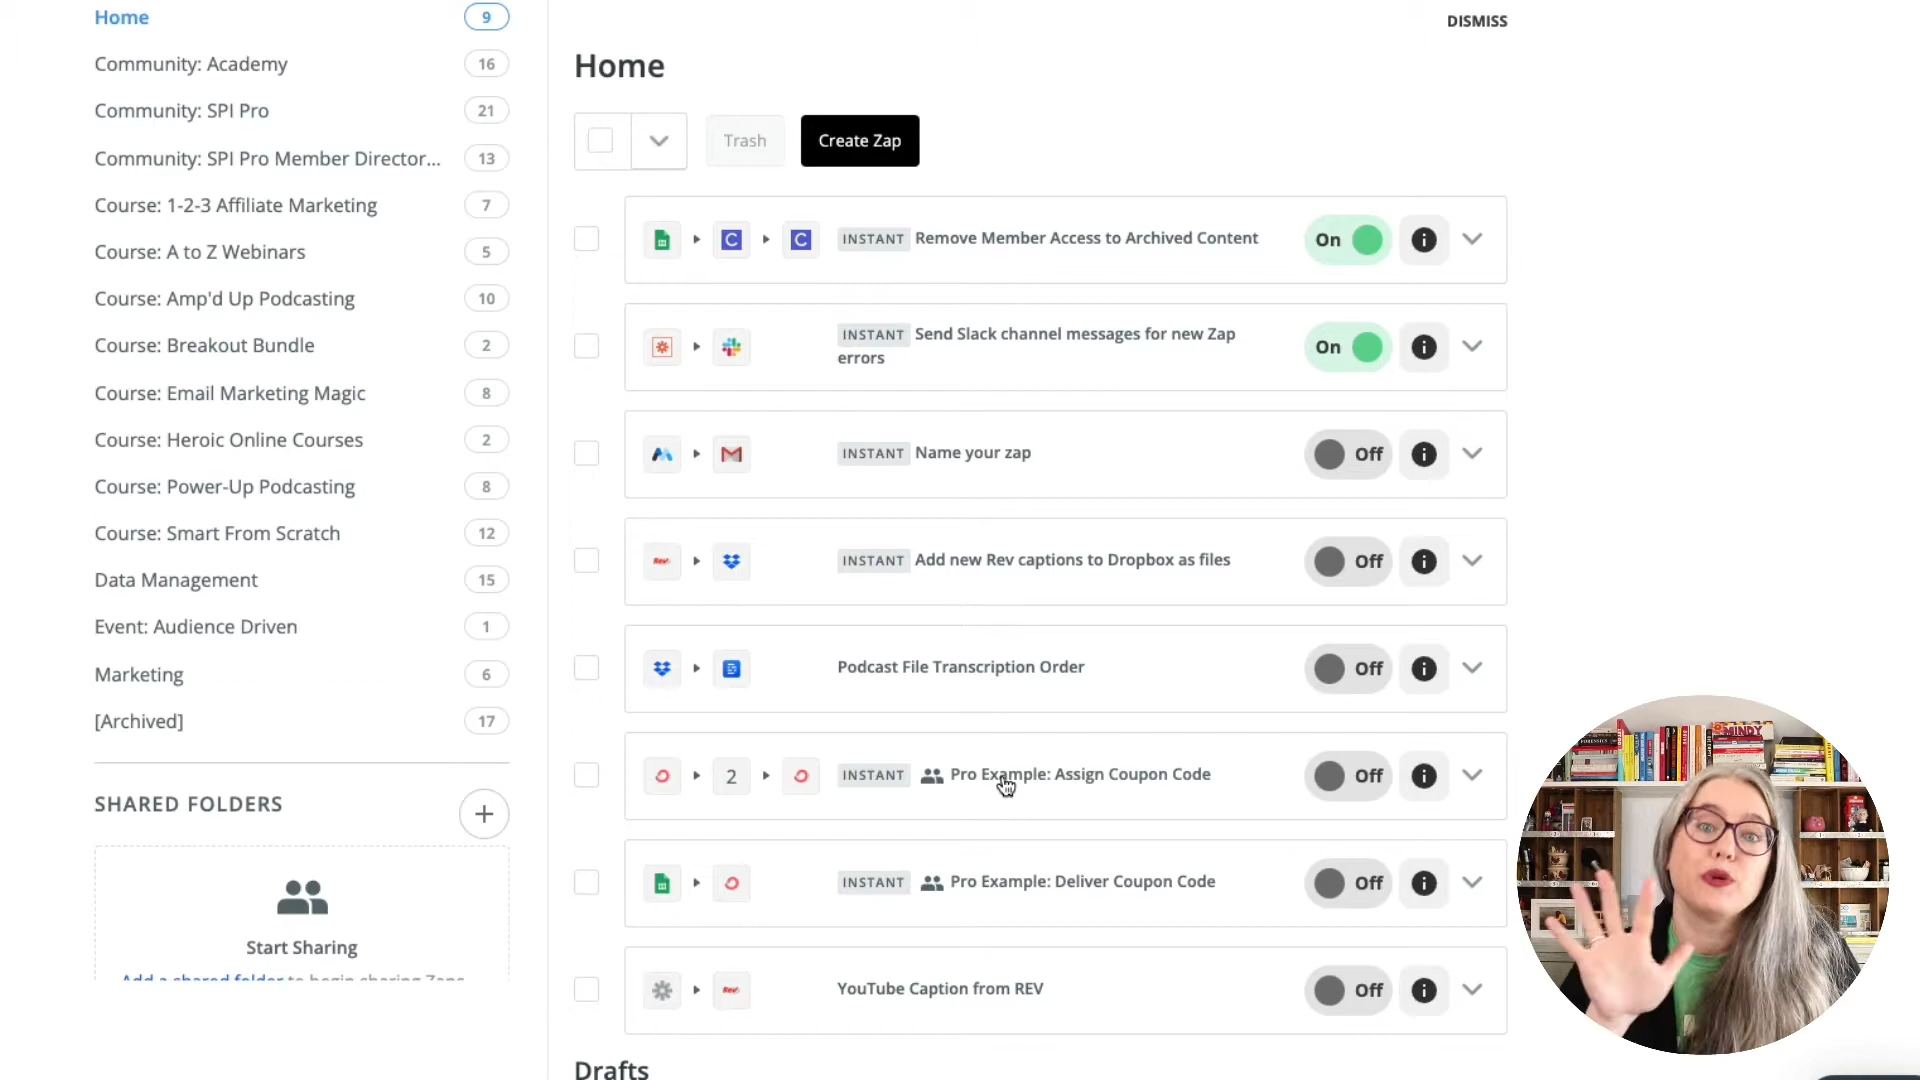 Home 9
Community: Academy 16
Community: SPI Pro 21
Community: SPI Pro Member Director... 13
Course: 1-2-3 Affiliate Marketing 7
Course: A to Z Webinars 5
Course: Amp'd Up Podcasting 10
Course: Breakout Bundle 2
Course: Email Marketing Magic 8
Course: Heroic Online Courses 2
Course: Power-Up Podcasting 8
Course: Smart From Scratch 12
Data Management 15
Event: Audience Driven 1
Marketing 6
[Archived] 17
SHARED FOLDERS
Start Sharing
Add a shared folder to begin sharing Zaps
DISMISS
Home
Trash
Create Zap
C C INSTANT Remove Member Access to Archived Content On
INSTANT Send Slack channel messages for new Zap On
errors
INSTANT Name your zap Off
Rev INSTANT Add new Rev captions to Dropbox as files Off
Podcast File Transcription Order Off
2 INSTANT Pro Example: Assign Coupon Code Off
INSTANT Pro Example: Deliver Coupon Code Off
Rev YouTube Caption from REV Off
Drafts
MINDY